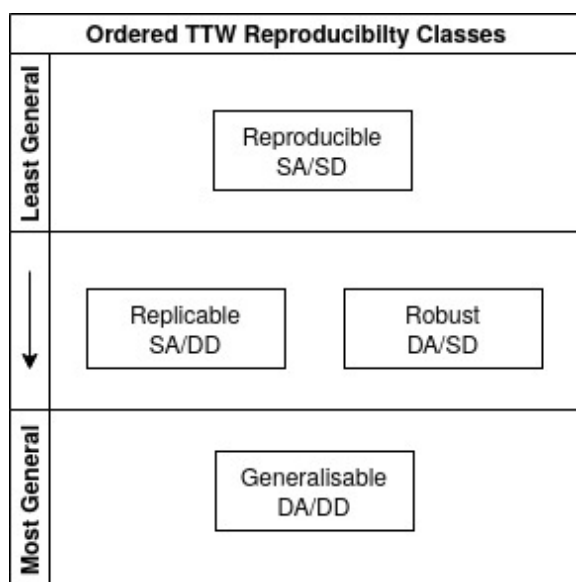 Ordered TTW Reproducibilty Classes
Least General
Reproducible
SA/SD
Replicable
SA/DD
Robust
DA/SD
Most General
Generalisable
DA/DD